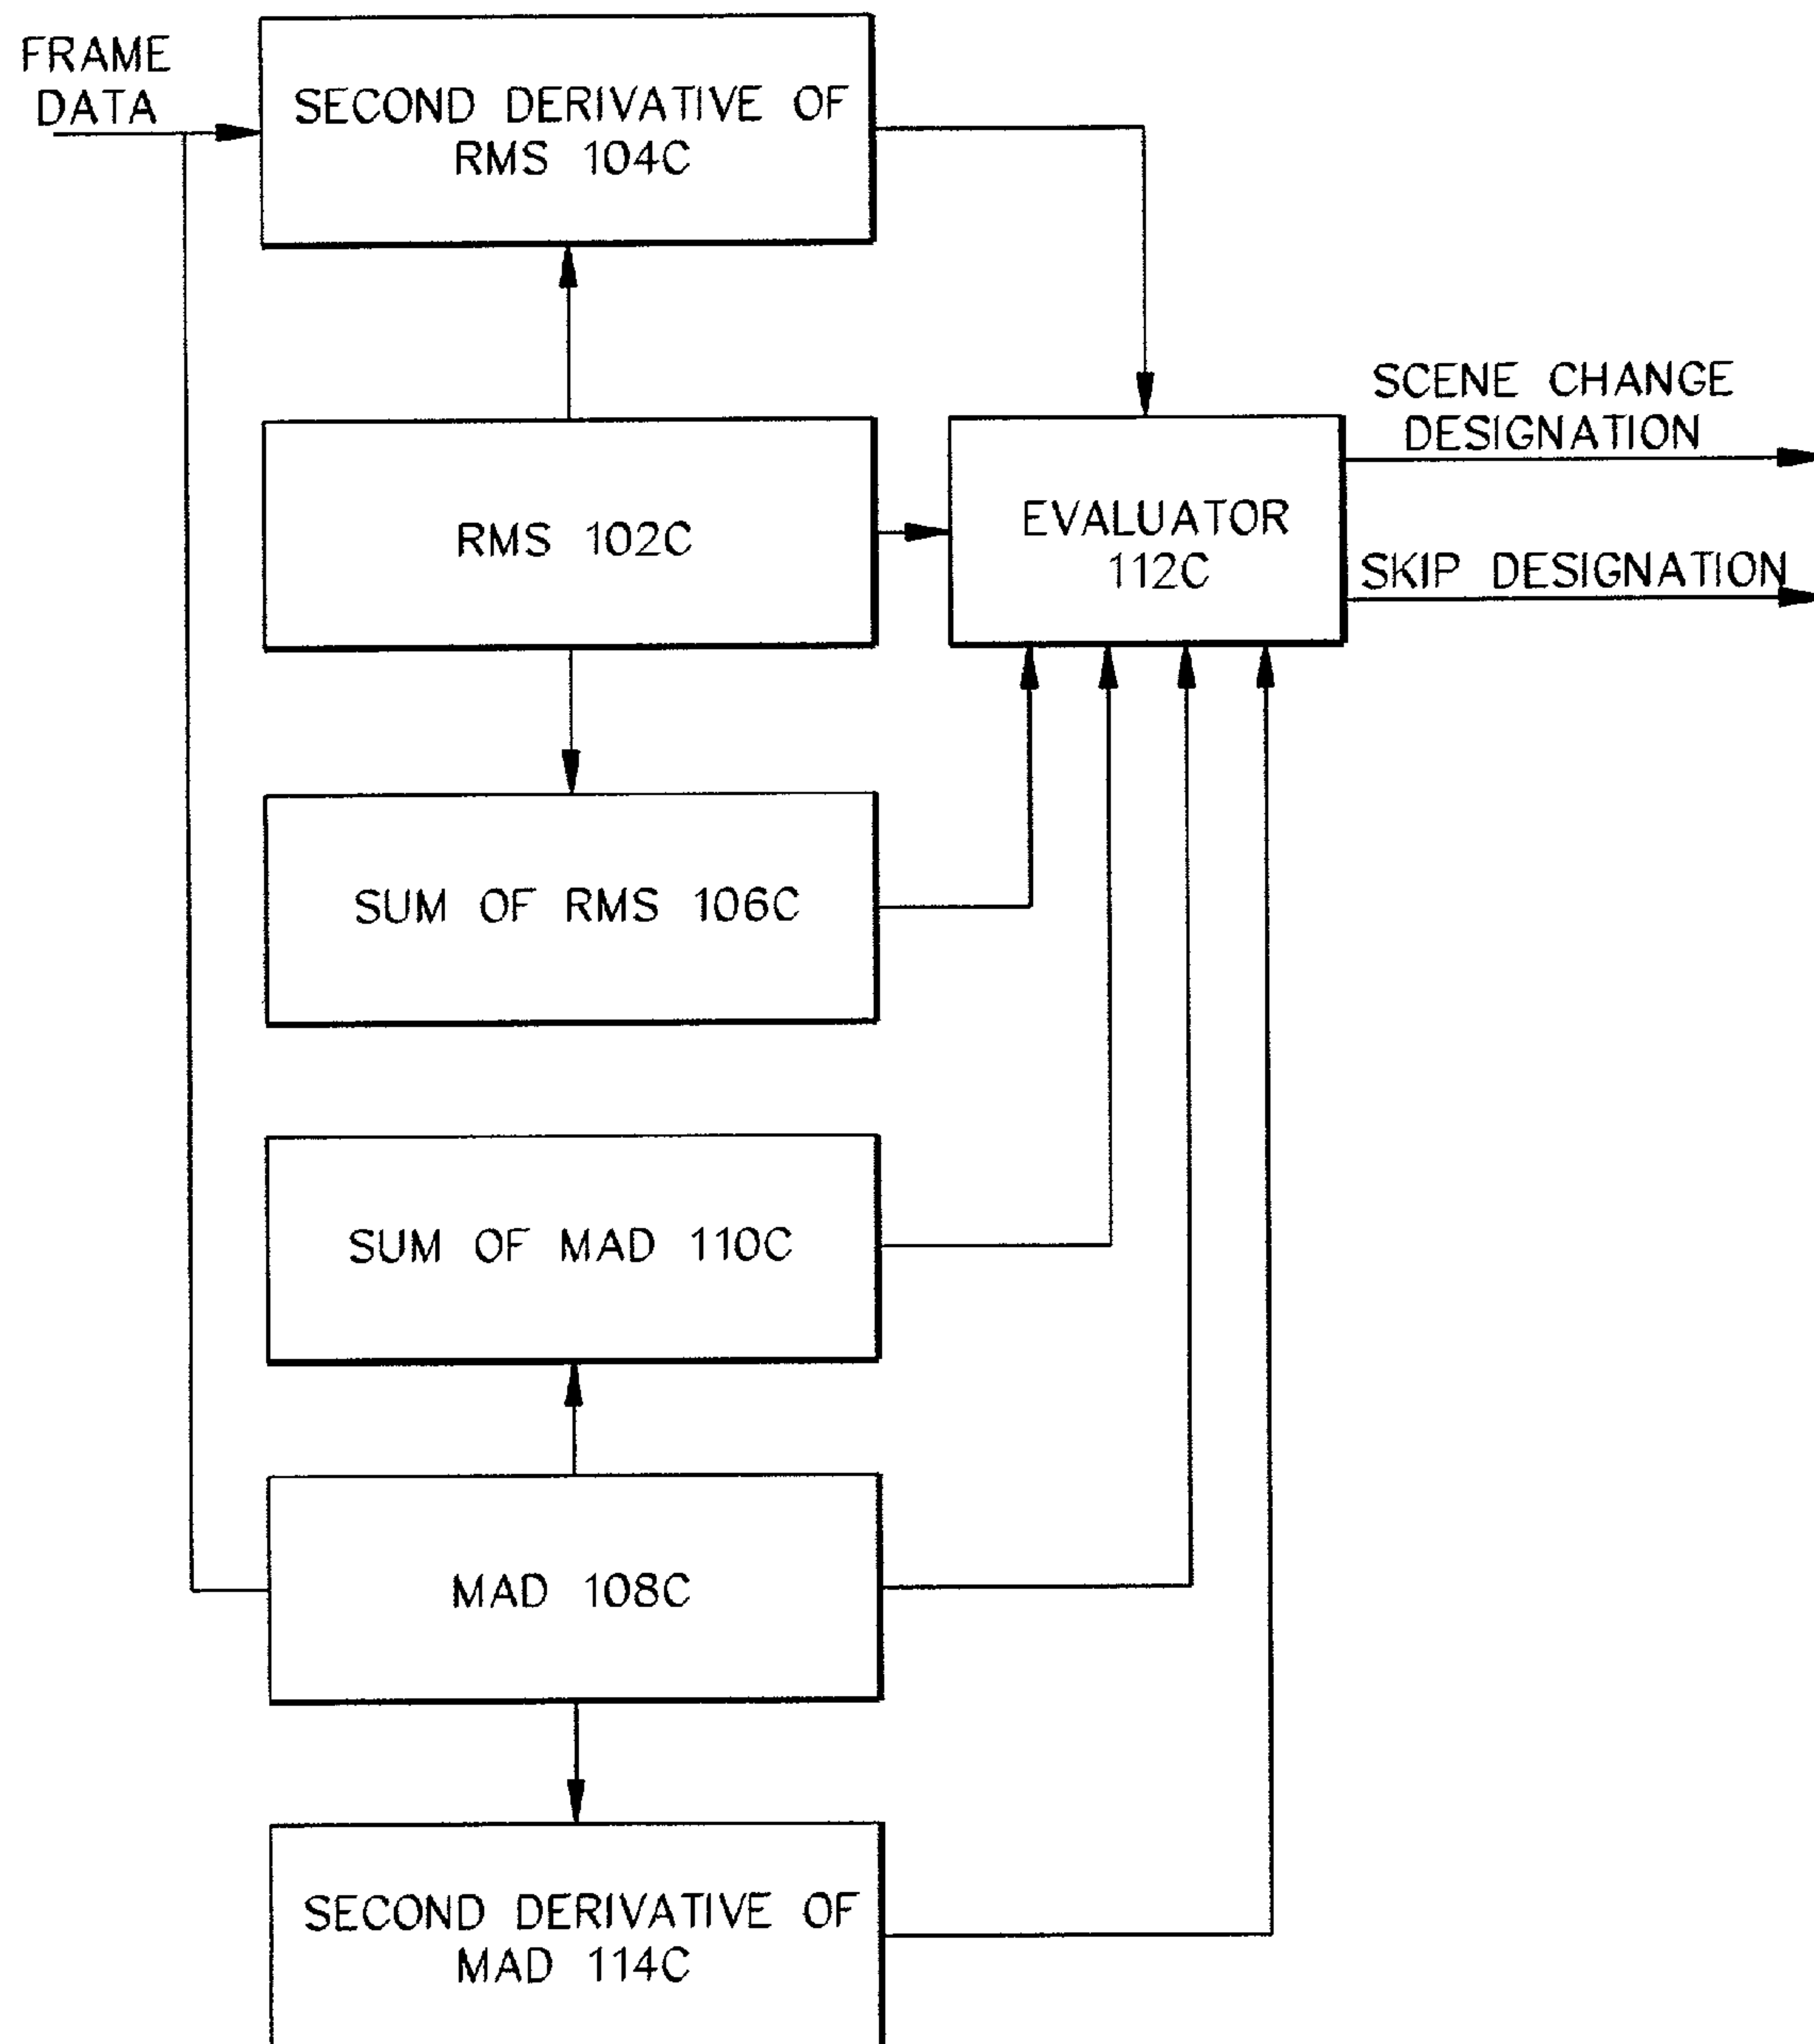 FRAME
DATA
SECOND DERIVATIVE OF
RMS 104C
RMS 102C
EVALUATOR
112C
SCENE CHANGE
DESIGNATION
SKIP DESIGNATION
SUM OF RMS 106C
SUM OF MAD 110C
MAD 108C
SECOND DERIVATIVE OF
MAD 114C